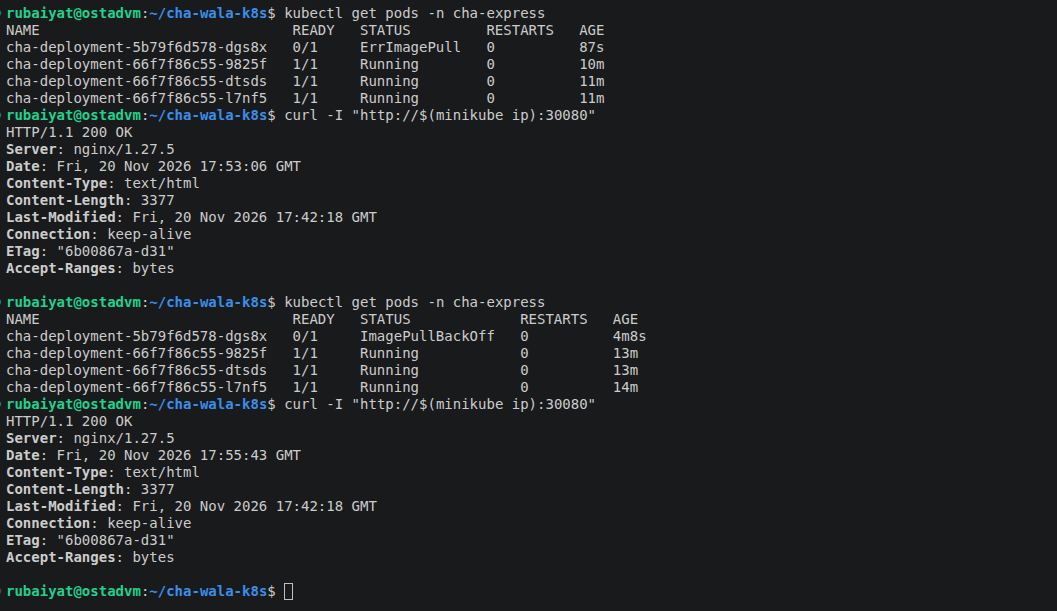 rubaiyat@ostadvm:~/cha-wala-k8s$ kubectl get pods -n cha-express
NAME                              READY   STATUS         RESTARTS   AGE
cha-deployment-5b79f6d578-dgs8x   0/1     ErrImagePull   0          87s
cha-deployment-66f7f86c55-9825f   1/1     Running        0          10m
cha-deployment-66f7f86c55-dtsds   1/1     Running        0          11m
cha-deployment-66f7f86c55-l7nf5   1/1     Running        0          11m
rubaiyat@ostadvm:~/cha-wala-k8s$ curl -I "http://$(minikube ip):30080"
HTTP/1.1 200 OK
Server: nginx/1.27.5
Date: Fri, 20 Nov 2026 17:53:06 GMT
Content-Type: text/html
Content-Length: 3377
Last-Modified: Fri, 20 Nov 2026 17:42:18 GMT
Connection: keep-alive
ETag: "6b00867a-d31"
Accept-Ranges: bytes

rubaiyat@ostadvm:~/cha-wala-k8s$ kubectl get pods -n cha-express
NAME                              READY   STATUS             RESTARTS   AGE
cha-deployment-5b79f6d578-dgs8x   0/1     ImagePullBackOff   0          4m8s
cha-deployment-66f7f86c55-9825f   1/1     Running            0          13m
cha-deployment-66f7f86c55-dtsds   1/1     Running            0          13m
cha-deployment-66f7f86c55-l7nf5   1/1     Running            0          14m
rubaiyat@ostadvm:~/cha-wala-k8s$ curl -I "http://$(minikube ip):30080"
HTTP/1.1 200 OK
Server: nginx/1.27.5
Date: Fri, 20 Nov 2026 17:55:43 GMT
Content-Type: text/html
Content-Length: 3377
Last-Modified: Fri, 20 Nov 2026 17:42:18 GMT
Connection: keep-alive
ETag: "6b00867a-d31"
Accept-Ranges: bytes

rubaiyat@ostadvm:~/cha-wala-k8s$